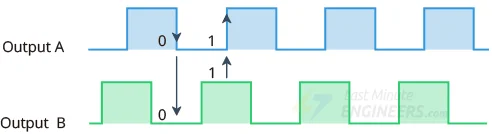 Output A
0
1
1
0
Output B
Last Minute
ENGINEERS.com